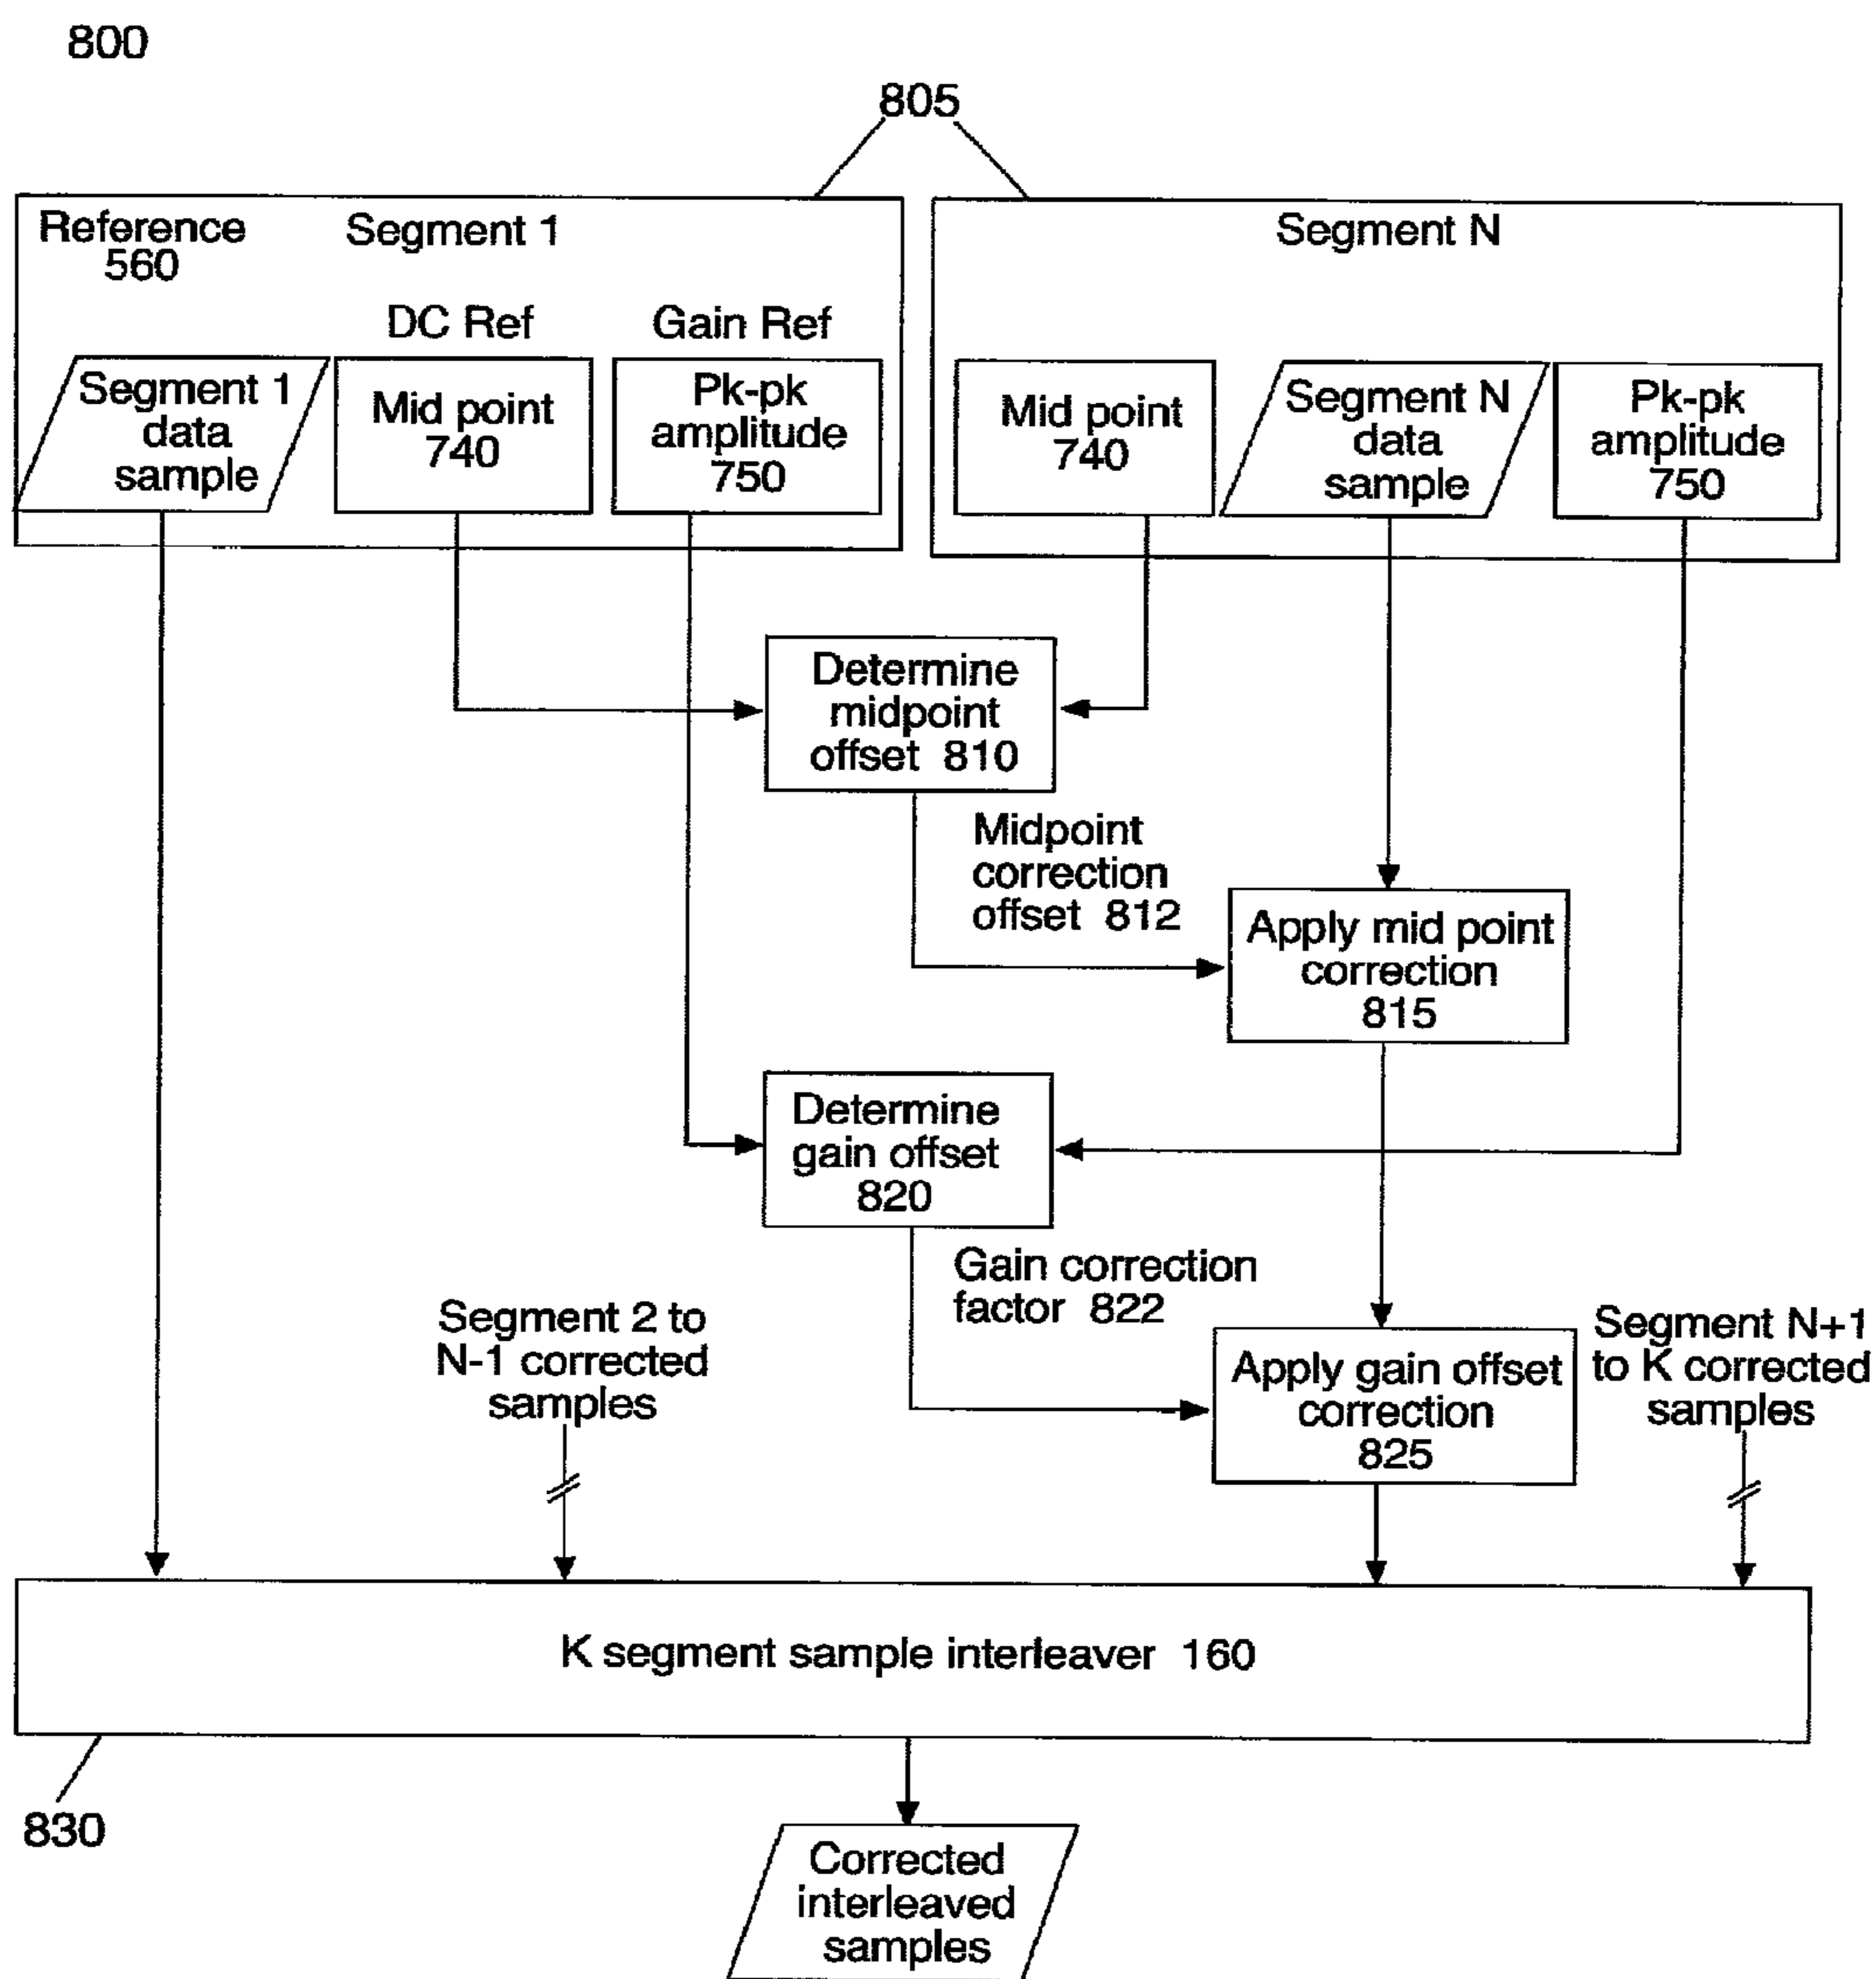 800
805
Reference
560
Segment 1
DC Ref
Gain Ref
Segment 1
data
sample
Mid point
740
Pk-pk
amplitude
750
Segment N
Mid point
740
Segment N
data
sample
Pk-pk
amplitude
750
Determine
midpoint
offset 810
Midpoint
correction
offset 812
Apply mid point
correction
815
Determine
gain offset
820
Gain correction
factor 822
Segment 2 to
N-1 corrected
samples
Apply gain offset
correction
825
Segment N+1
to K corrected
samples
K segment sample interleaver 160
830
Corrected
interleaved
samples